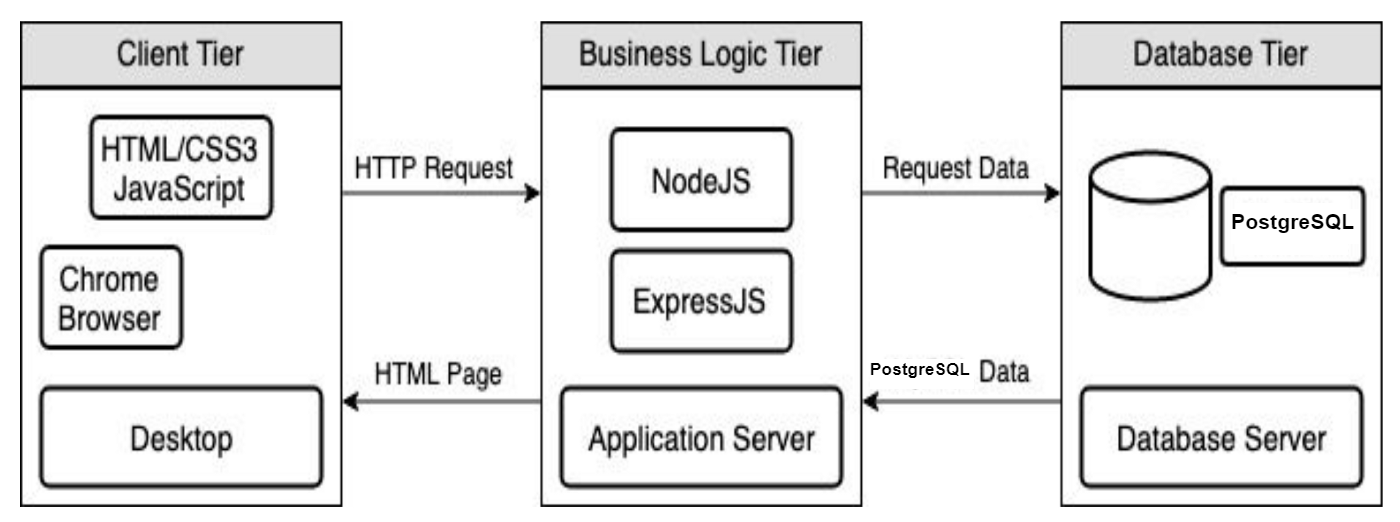 Client Tier
HTML/CSS3
JavaScript
Chrome
Browser
Desktop
HTTP Request
HTML Page
Business Logic Tier
NodeJS
ExpressJS
Application Server
Request Data
PostgreSQL Data
Database Tier
PostgreSQL
Database Server